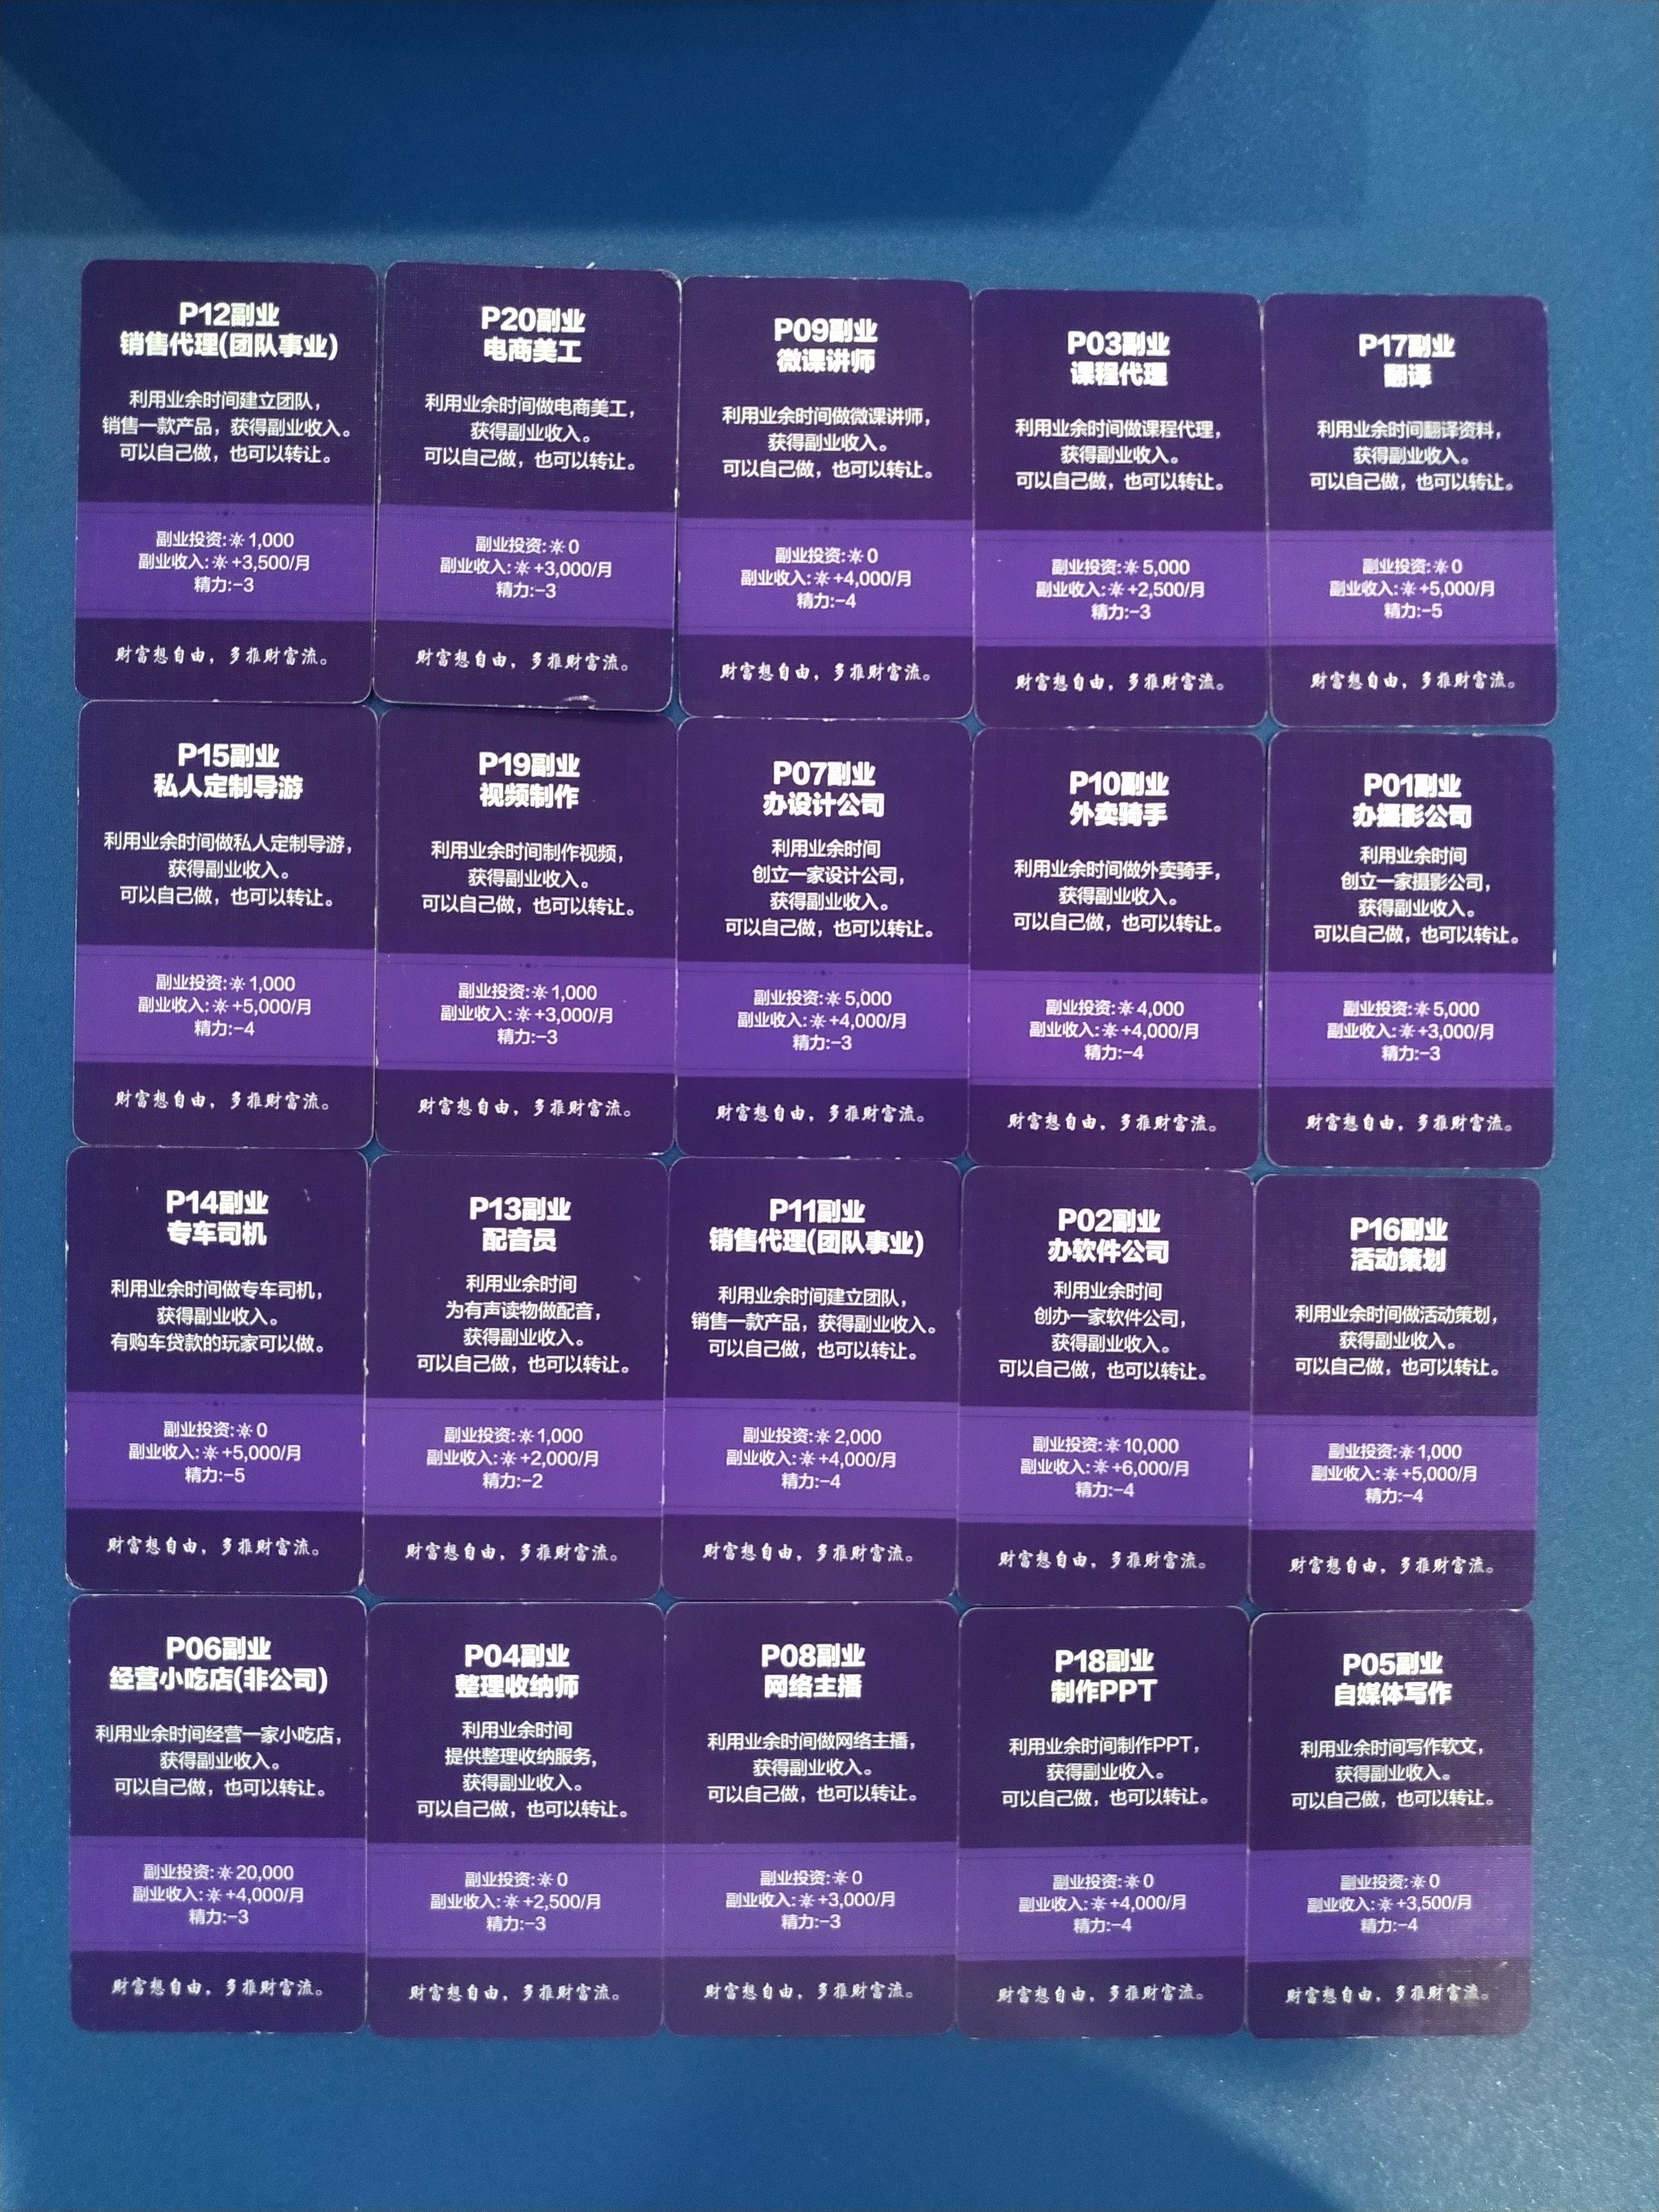 P12副业
销售代理(团队事业)
利用业余时间建立团队,
销售一款产品，获得副业收入。
可以自己做，也可以转让。
副业投资:☼1,000
副业收入:☼+3,500/月
精力:-3
财富想自由，多推财富流。
P20副业
电商美工
利用业余时间做电商美工,
获得副业收入。
可以自己做，也可以转让。
副业投资:☼0
副业收入:☼+3,000/月
精力:-3
财富想自由，多推财富流。
P09副业
微课讲师
利用业余时间做微课讲师,
获得副业收入。
可以自己做，也可以转让。
副业投资:☼0
副业收入:☼+4,000/月
精力:-4
财富想自由，多推财富流。
P03副业
课程代理
利用业余时间做课程代理,
获得副业收入。
可以自己做，也可以转让。
副业投资:☼5,000
副业收入:☼+2,500/月
精力:-3
财富想自由，多推财富流。
P17副业
翻译
利用业余时间翻译资料,
获得副业收入。
可以自己做，也可以转让。
副业投资:☼0
副业收入:☼+5,000/月
精力:-5
财富想自由，多推财富流。
P15副业
私人定制导游
利用业余时间做私人定制导游,
获得副业收入。
可以自己做，也可以转让。
副业投资:☼1,000
副业收入:☼+5,000/月
精力:-4
财富想自由，多推财富流。
P19副业
视频制作
利用业余时间制作视频,
获得副业收入。
可以自己做，也可以转让。
副业投资:☼1,000
副业收入:☼+3,000/月
精力:-3
财富想自由，多推财富流。
P07副业
办设计公司
利用业余时间
创立一家设计公司,
获得副业收入。
可以自己做，也可以转让。
副业投资:☼5,000
副业收入:☼+4,000/月
精力:-3
财富想自由，多推财富流。
P10副业
外卖骑手
利用业余时间做外卖骑手,
获得副业收入。
可以自己做，也可以转让。
副业投资:☼4,000
副业收入:☼+4,000/月
精力:-4
财富想自由，多推财富流。
P01副业
办摄影公司
利用业余时间
创立一家摄影公司,
获得副业收入。
可以自己做，也可以转让。
副业投资:☼5,000
副业收入:☼+3,000/月
精力:-3
财富想自由，多推财富流。
P14副业
专车司机
利用业余时间做专车司机,
获得副业收入。
有购车贷款的玩家可以做。
副业投资:☼0
副业收入:☼+5,000/月
精力:-5
财富想自由，多推财富流。
P13副业
配音员
利用业余时间
为有声读物做配音,
获得副业收入。
可以自己做，也可以转让。
副业投资:☼1,000
副业收入:☼+2,000/月
精力:-2
财富想自由，多推财富流。
P11副业
销售代理(团队事业)
利用业余时间建立团队,
销售一款产品，获得副业收入。
可以自己做，也可以转让。
副业投资:☼2,000
副业收入:☼+4,000/月
精力:-4
财富想自由，多推财富流。
P02副业
办软件公司
利用业余时间
创办一家软件公司,
获得副业收入。
可以自己做，也可以转让。
副业投资:☼10,000
副业收入:☼+6,000/月
精力:-4
财富想自由，多推财富流。
P16副业
活动策划
利用业余时间做活动策划,
获得副业收入。
可以自己做，也可以转让。
副业投资:☼1,000
副业收入:☼+5,000/月
精力:-4
财富想自由，多推财富流。
P06副业
经营小吃店(非公司)
利用业余时间经营一家小吃店,
获得副业收入。
可以自己做，也可以转让。
副业投资:☼20,000
副业收入:☼+4,000/月
精力:-3
财富想自由，多推财富流。
P04副业
整理收纳师
利用业余时间
提供整理收纳服务,
获得副业收入。
可以自己做，也可以转让。
副业投资:☼0
副业收入:☼+2,500/月
精力:-3
财富想自由，多推财富流。
P08副业
网络主播
利用业余时间做网络主播,
获得副业收入。
可以自己做，也可以转让。
副业投资:☼0
副业收入:☼+3,000/月
精力:-3
财富想自由，多推财富流。
P18副业
制作PPT
利用业余时间制作PPT,
获得副业收入。
可以自己做，也可以转让。
副业投资:☼0
副业收入:☼+4,000/月
精力:-4
财富想自由，多推财富流。
P05副业
自媒体写作
利用业余时间写作软文,
获得副业收入。
可以自己做，也可以转让。
副业投资:☼0
副业收入:☼+3,500/月
精力:-4
财富想自由，多推财富流。